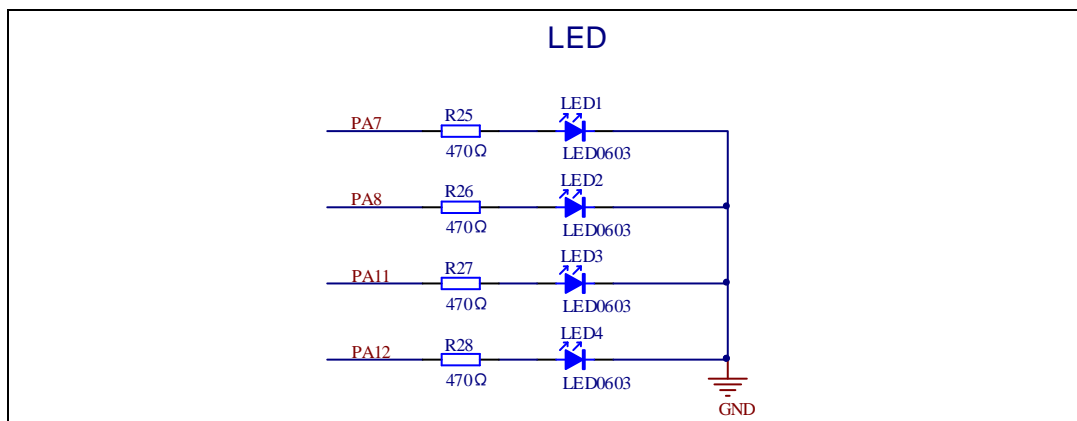 LED
LED1
PA7
R25
470Ω
LED0603
LED2
PA8
R26
470Ω
LED0603
LED3
PA11
R27
470Ω
LED0603
LED4
PA12
R28
470Ω
LED0603
GND